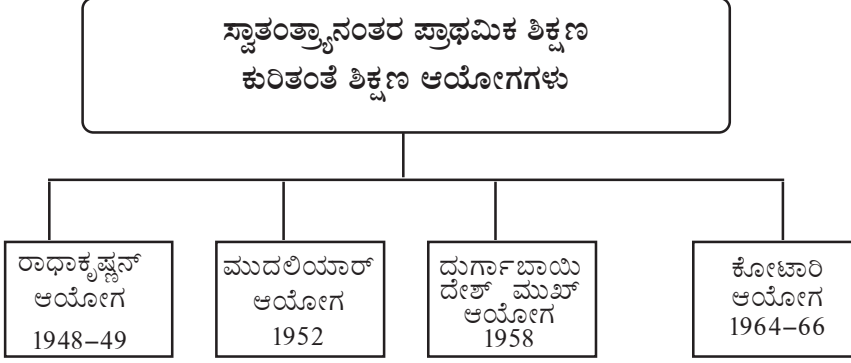 ಸ್ವಾತಂತ್ರ್ಯಾನಂತರ ಪ್ರಾಥಮಿಕ ಶಿಕ್ಷಣ
ಕುರಿತಂತೆ ಶಿಕ್ಷಣ ಆಯೋಗಗಳು
ರಾಧಾಕೃಷ್ಣನ್
ಆಯೋಗ
1948–49
ಮುದಲಿಯಾರ್
ಆಯೋಗ
1952
ದುರ್ಗಾಬಾಯಿ
ದೇಶ್ ಮುಖ್
ಆಯೋಗ
1958
ಕೋಟಾರಿ
ಆಯೋಗ
1964–66